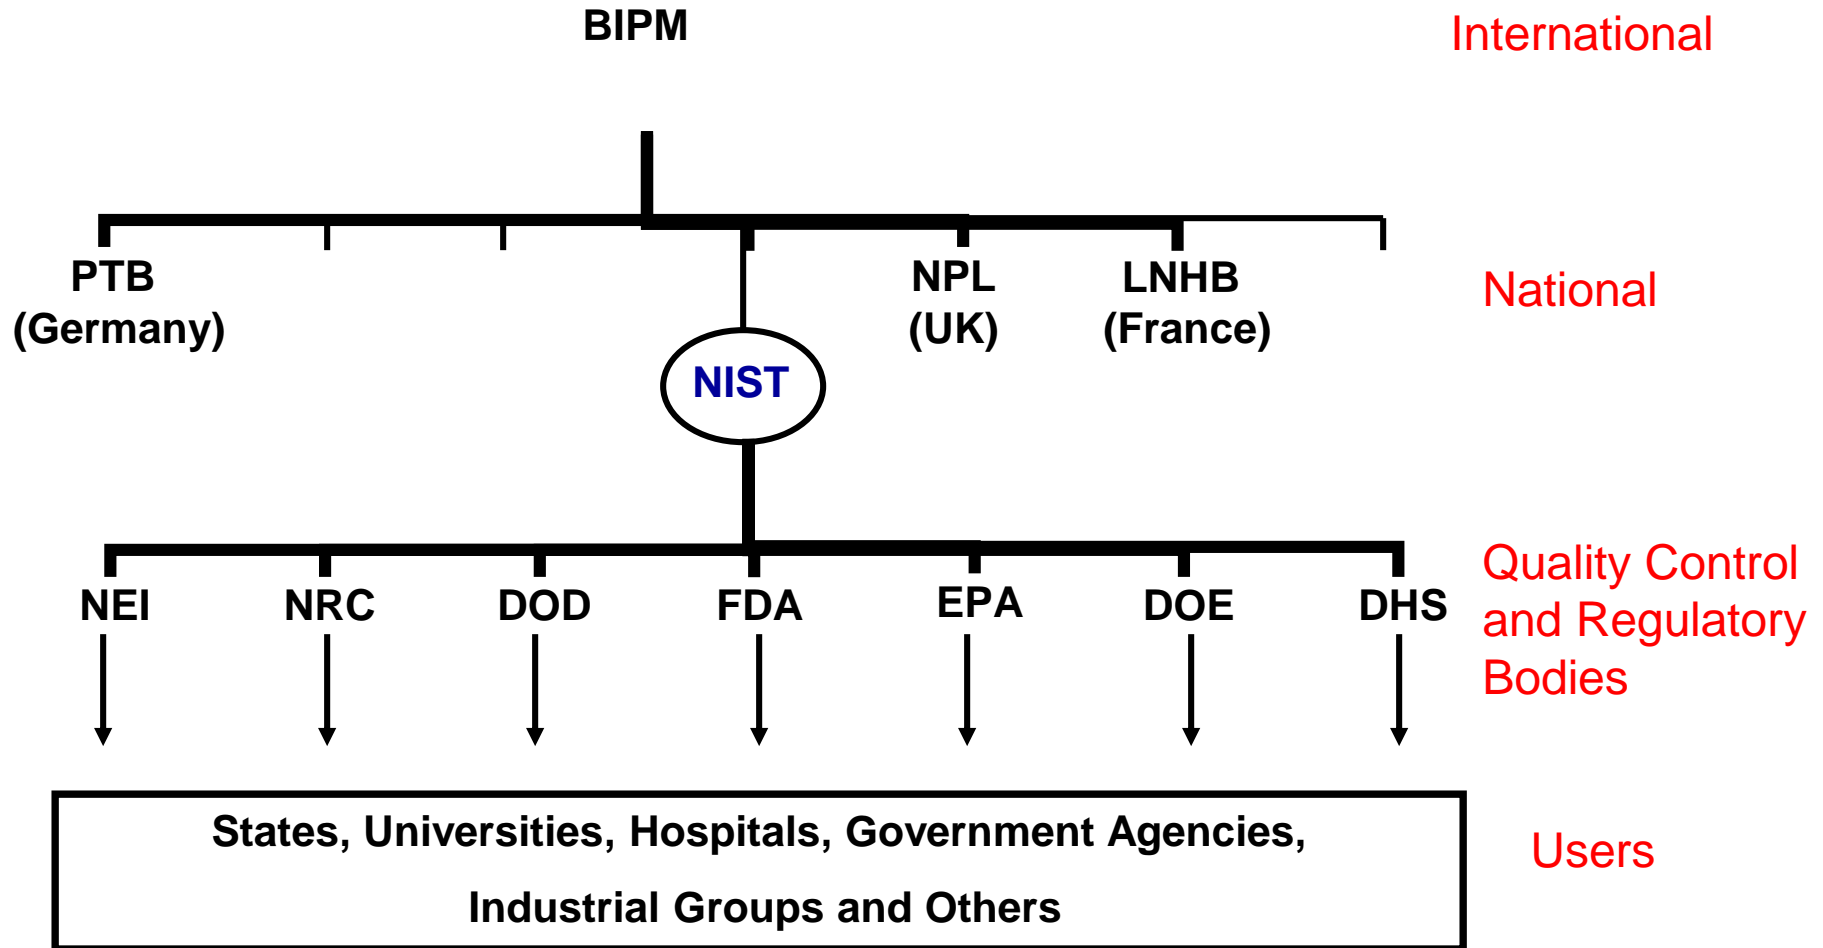 BIPM
International
PTB
(Germany)
NPL
(UK)
LNHB
(France)
National
NIST
NEI
NRC
DOD
FDA
EPA
DOE
DHS
Quality Control
and Regulatory
Bodies
States, Universities, Hospitals, Government Agencies,
Industrial Groups and Others
Users